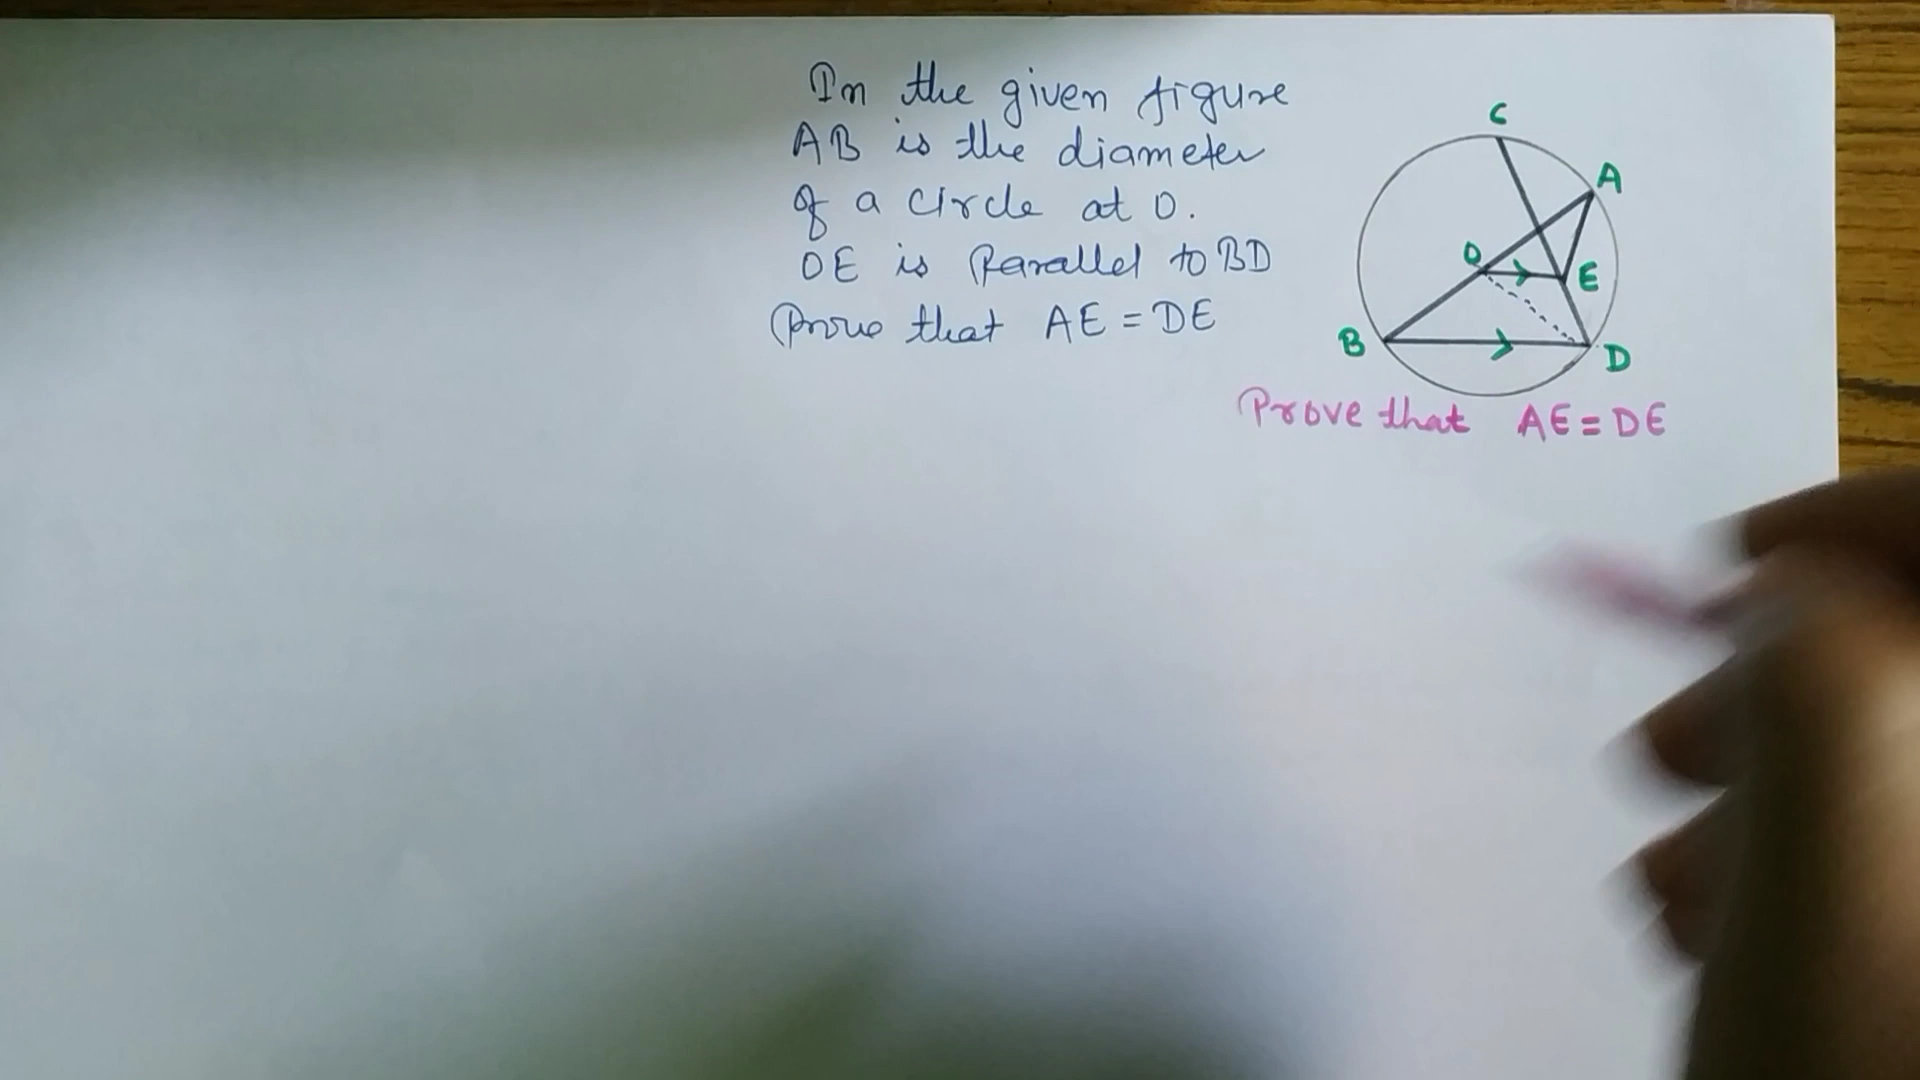 In the given figure
AB is the diameter
of a circle at O.
OE is Parallel to BD
Prove that AE = DE
C
A
O
E
B
D
Prove that AE = DE